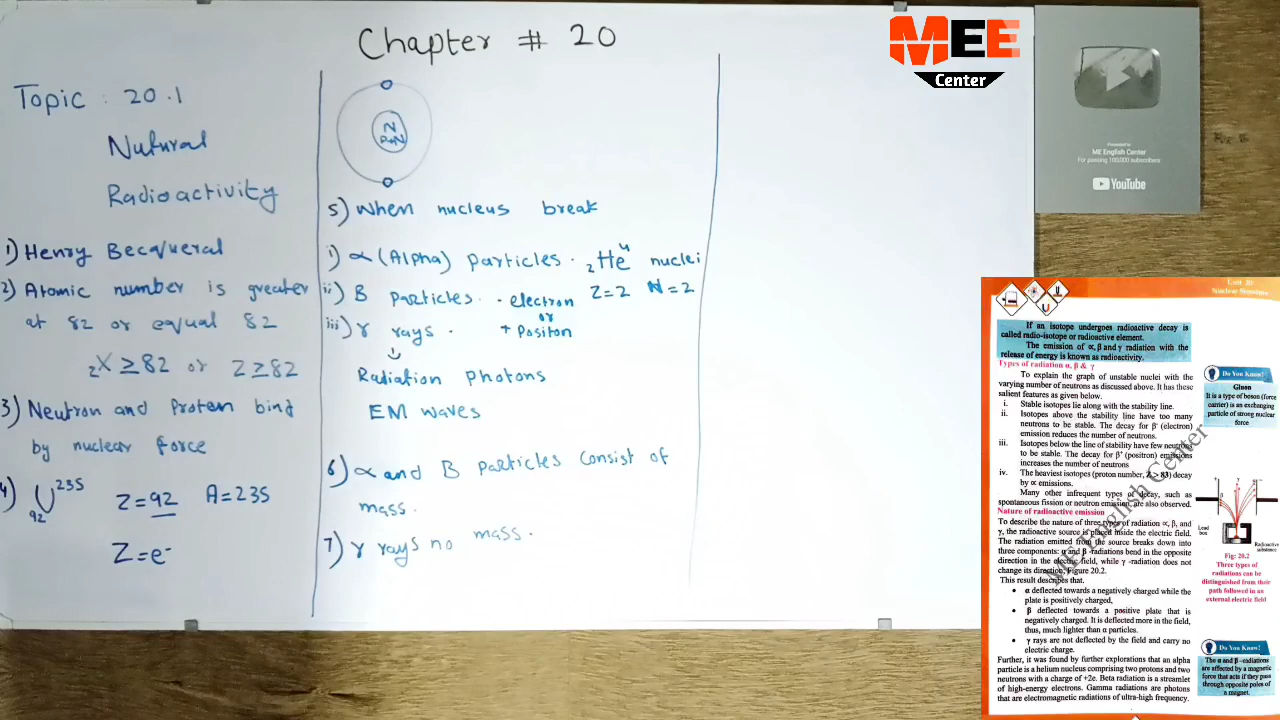 Chapter # 20
Topic : 20.1
Nutural
Radioactivity
1) Henry Becqueral
2) Atomic number is greater
at 82 or equal 82
₂X ≥ 82 or Z ≥ 82
3) Neutron and Proten bind
by nuclear force
4) ₉₂U²³⁵ Z=92 A=235
Z=e⁻
N
P+N
5) When nucleus break
i) α (Alpha) particles . ₂He⁴ nuclei
ii) B particles . - electron Z=2 N=2
or
iii) γ rays . + Positon
Radiation Photons
EM waves
6) α and B Particles consist of
mass.
7) γ rays no mass.
MEE
Center
Presented to
ME English Center
For passing 100,000 subscribers
YouTube
Unit 20
Nuclear Structure
If an isotope undergoes radioactive decay is
called radio-isotope or radioactive element.
The emission of α, β and γ radiation with the
release of energy is known as radioactivity.
Types of radiation α, β & γ
To explain the graph of unstable nuclei with the
varying number of neutrons as discussed above. It has these
salient features as given below.
i. Stable isotopes lie along with the stability line.
ii. Isotopes above the stability line have too many
neutrons to be stable. The decay for β⁻ (electron)
emission reduces the number of neutrons.
iii. Isotopes below the line of stability have few neutrons
to be stable. The decay for β⁺ (positron) emissions
increases the number of neutrons
iv. The heaviest isotopes (proton number, Z > 83) decay
by α emissions.
Many other infrequent types of decay, such as
spontaneous fission or neutron emission, are also observed.
Nature of radioactive emission
To describe the nature of three types of radiation α, β, and
γ, the radioactive source is placed inside the electric field.
The radiation emitted from the source breaks down into
three components: α and β -radiations bend in the opposite
direction in the electric field, while γ -radiation does not
change its direction, Figure 20.2.
This result describes that.
• α deflected towards a negatively charged while the
plate is positively charged,
• β deflected towards a positive plate that is
negatively charged. It is deflected more in the field,
thus, much lighter than α particles.
• γ rays are not deflected by the field and carry no
electric charge.
Further, it was found by further explorations that an alpha
particle is a helium nucleus comprising two protons and two
neutrons with a charge of +2e. Beta radiation is a streamlet
of high-energy electrons. Gamma radiations are photons
that are electromagnetic radiations of ultra-high frequency.
Do You Know!
Gluon
It is a type of boson (force
carrier) is an exchanging
particle of strong nuclear
force
Lead
box
Radioactive
substance
Fig: 20.2
Three types of
radiations can be
distinguished from their
path followed in an
external electric field
Do You Know!
The α and β -radiations
are affected by a magnetic
force that acts if they pass
through opposite poles of
a magnet.
Me English Center